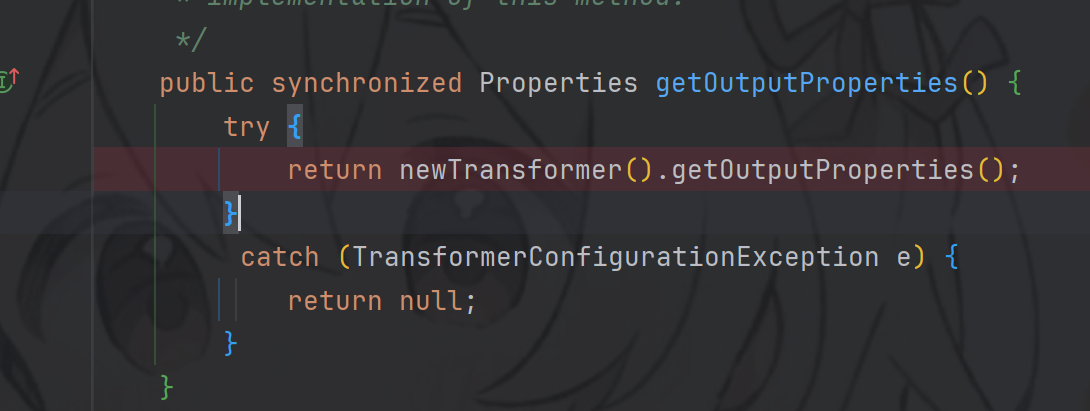 * implementation of this method.
*/
public synchronized Properties getOutputProperties() {
try {
return newTransformer().getOutputProperties();
}
catch (TransformerConfigurationException e) {
return null;
}
}